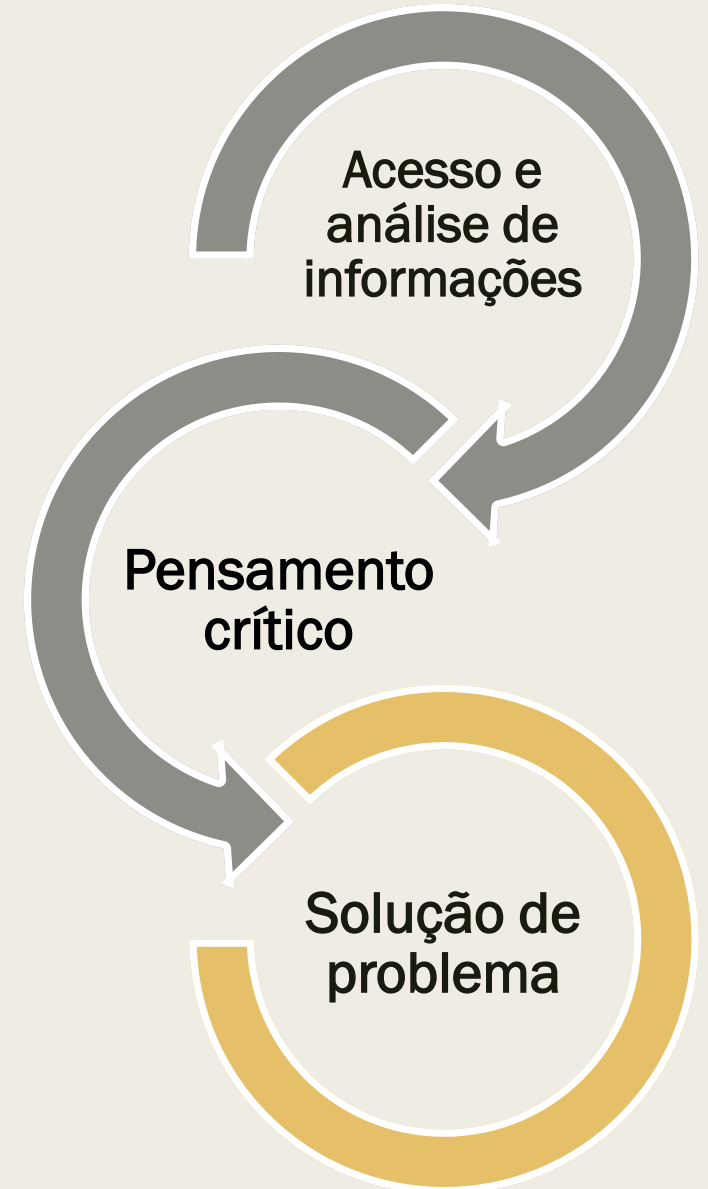 Acesso e
análise de
informações
Pensamento
crítico
Solução de
problema